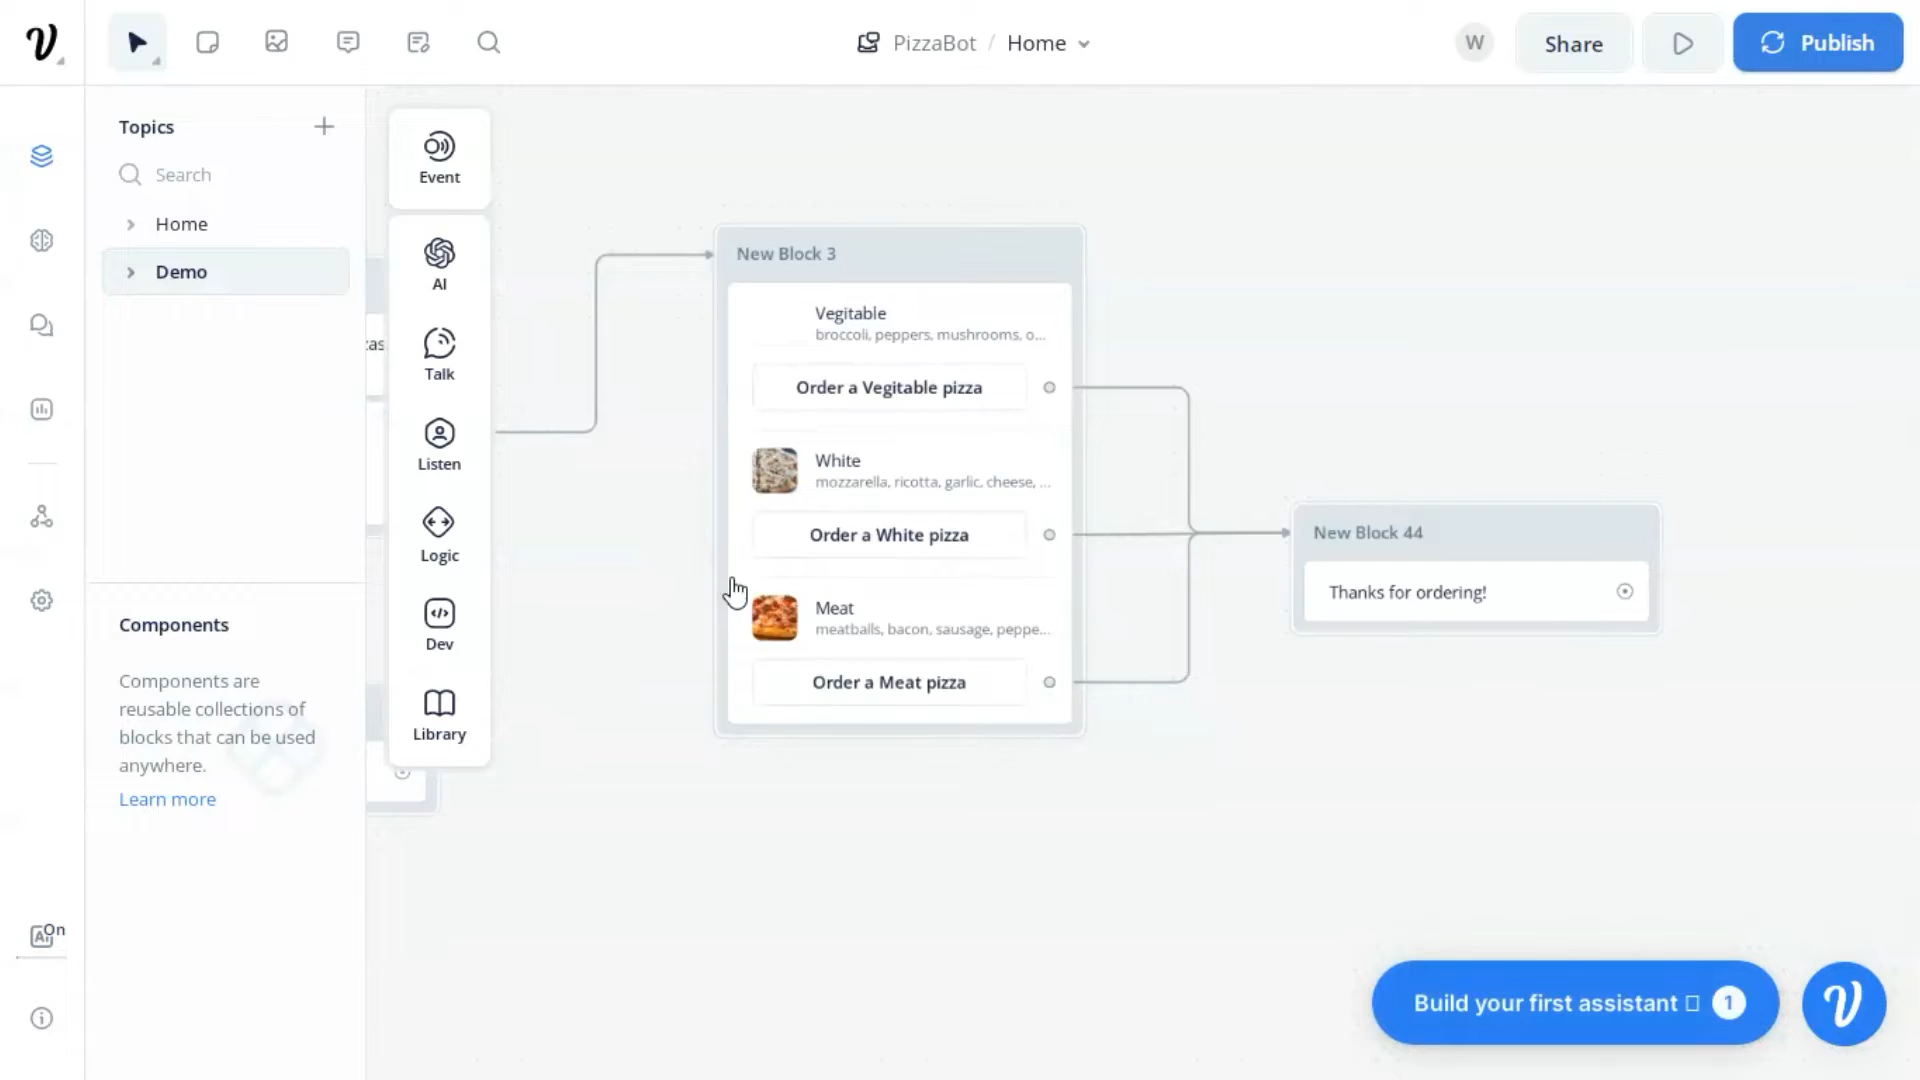 PizzaBot / Home
W
Share
Publish
Topics
Search
Home
Demo
Components
Components are
reusable collections of
blocks that can be used
anywhere.
Learn more
On
Event
AI
Talk
Listen
Logic
Dev
Library
zas
New Block 3
Vegitable
broccoli, peppers, mushrooms, o...
Order a Vegitable pizza
White
mozzarella, ricotta, garlic, cheese, ...
Order a White pizza
Meat
meatballs, bacon, sausage, peppe...
Order a Meat pizza
New Block 44
Thanks for ordering!
Build your first assistant 1